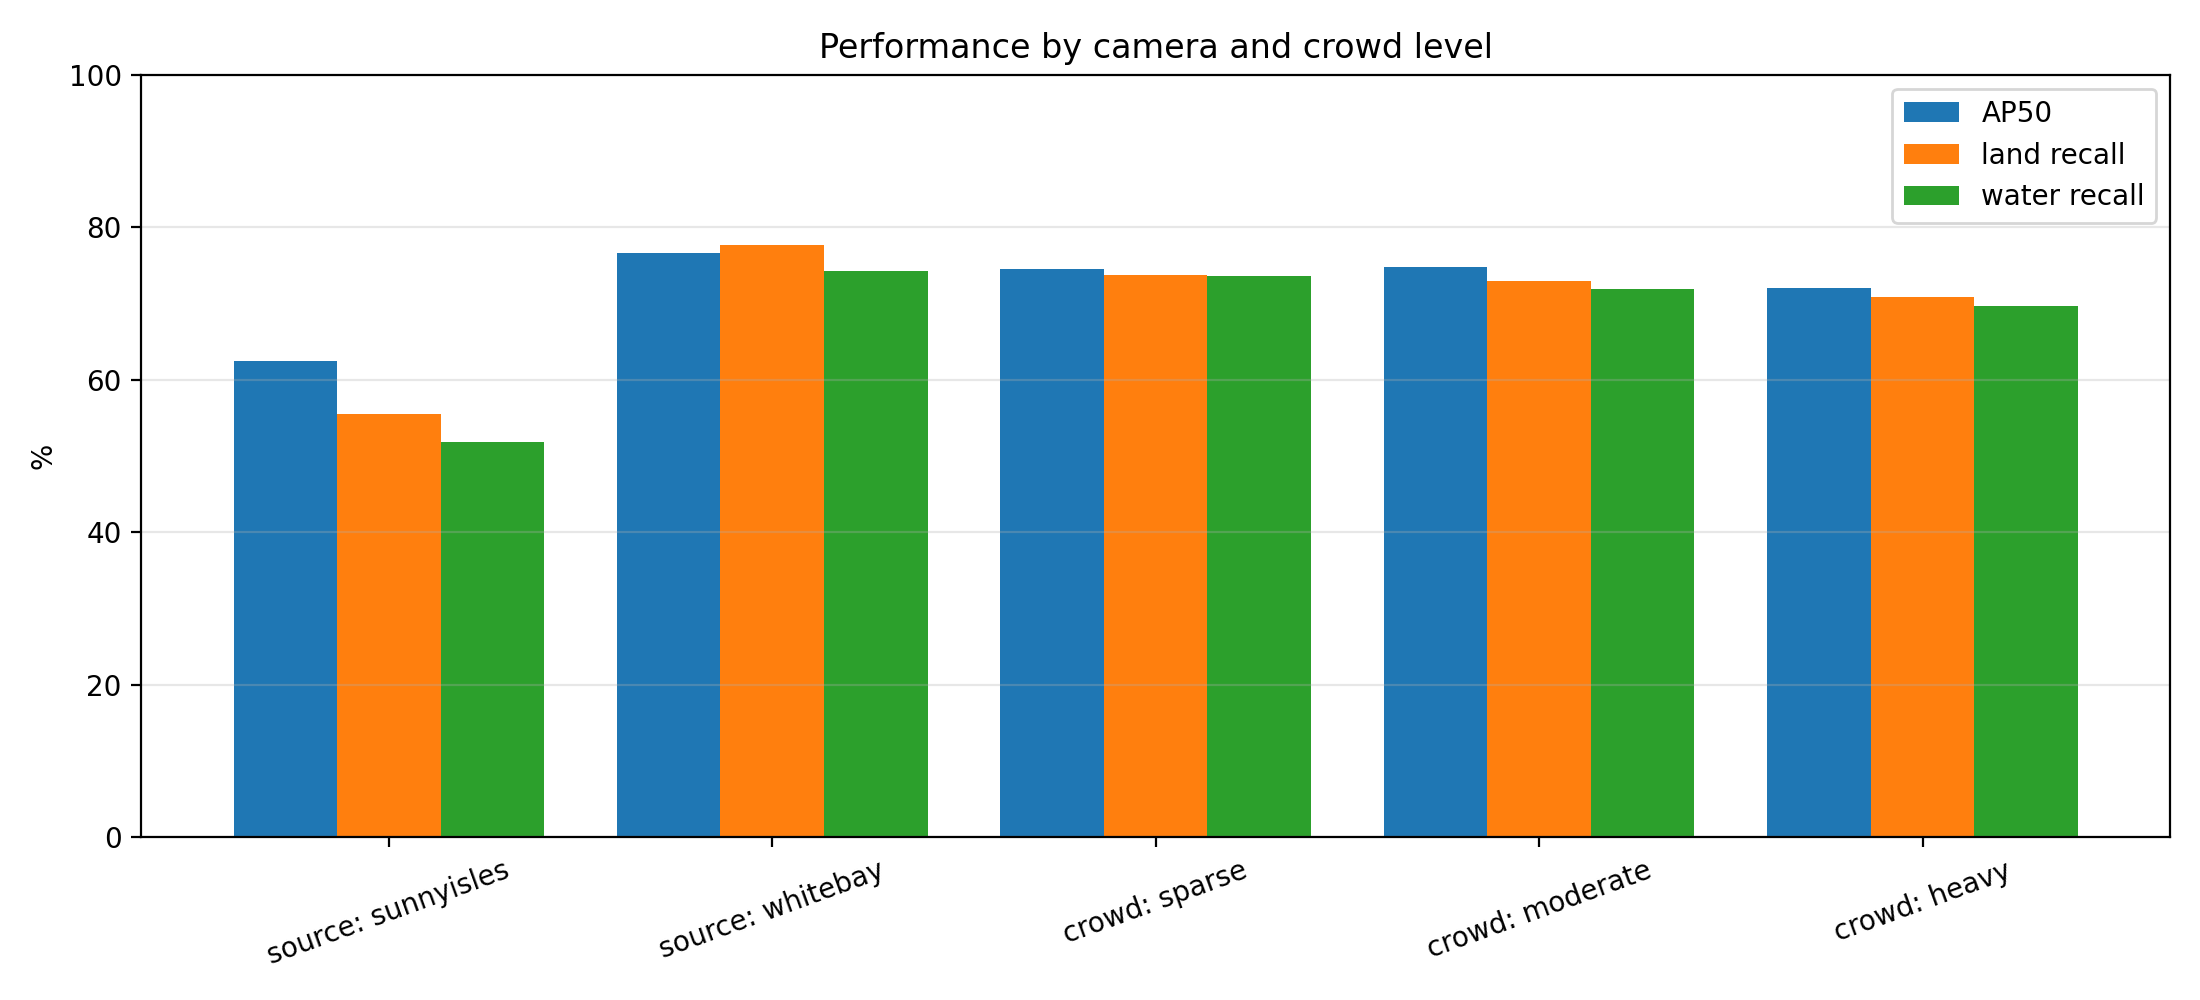 Performance by camera and crowd level
AP50
land recall
water recall
%
100
80
60
40
20
0
source: sunnyisles
source: whitebay
crowd: sparse
crowd: moderate
crowd: heavy